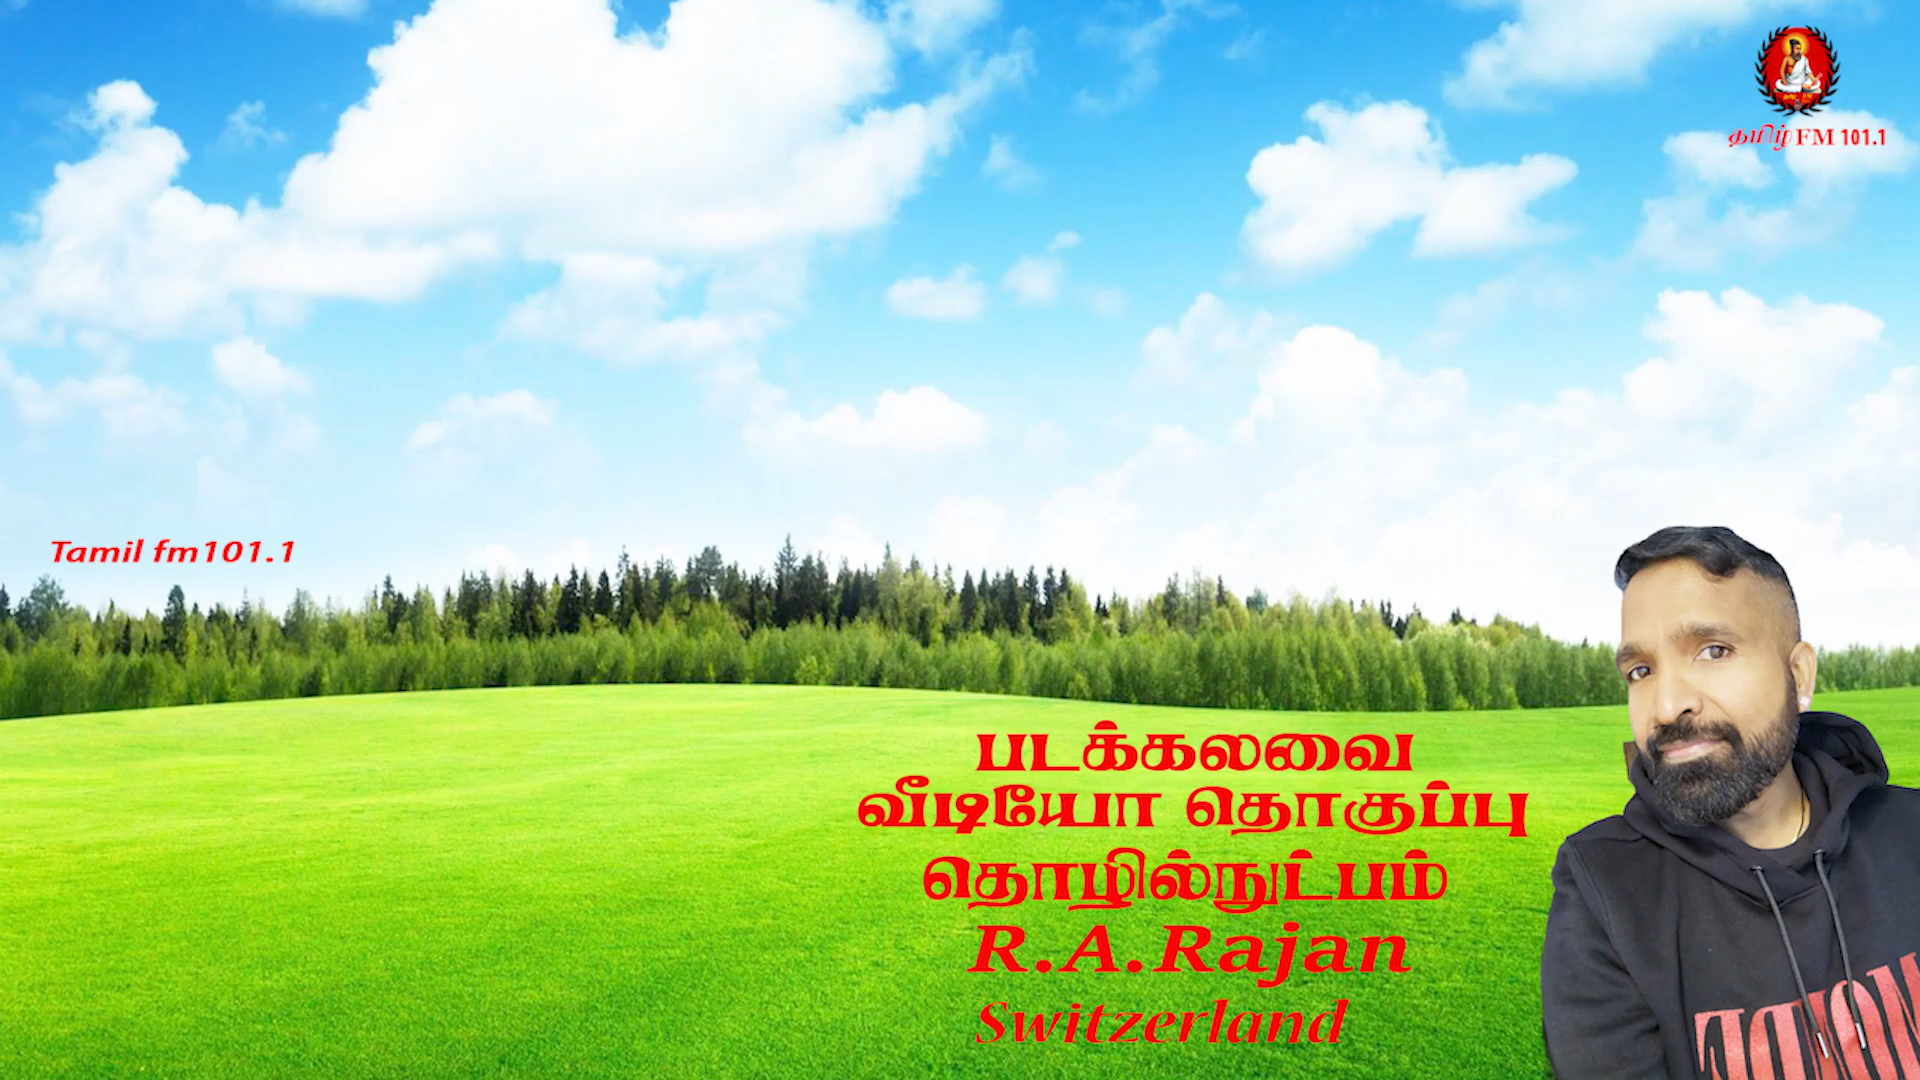 தமிழ் FM 101.1
Tamil fm101.1
படக்கலவை
வீடியோ தொகுப்பு
தொழில்நுட்பம்
R.A.Rajan
Switzerland